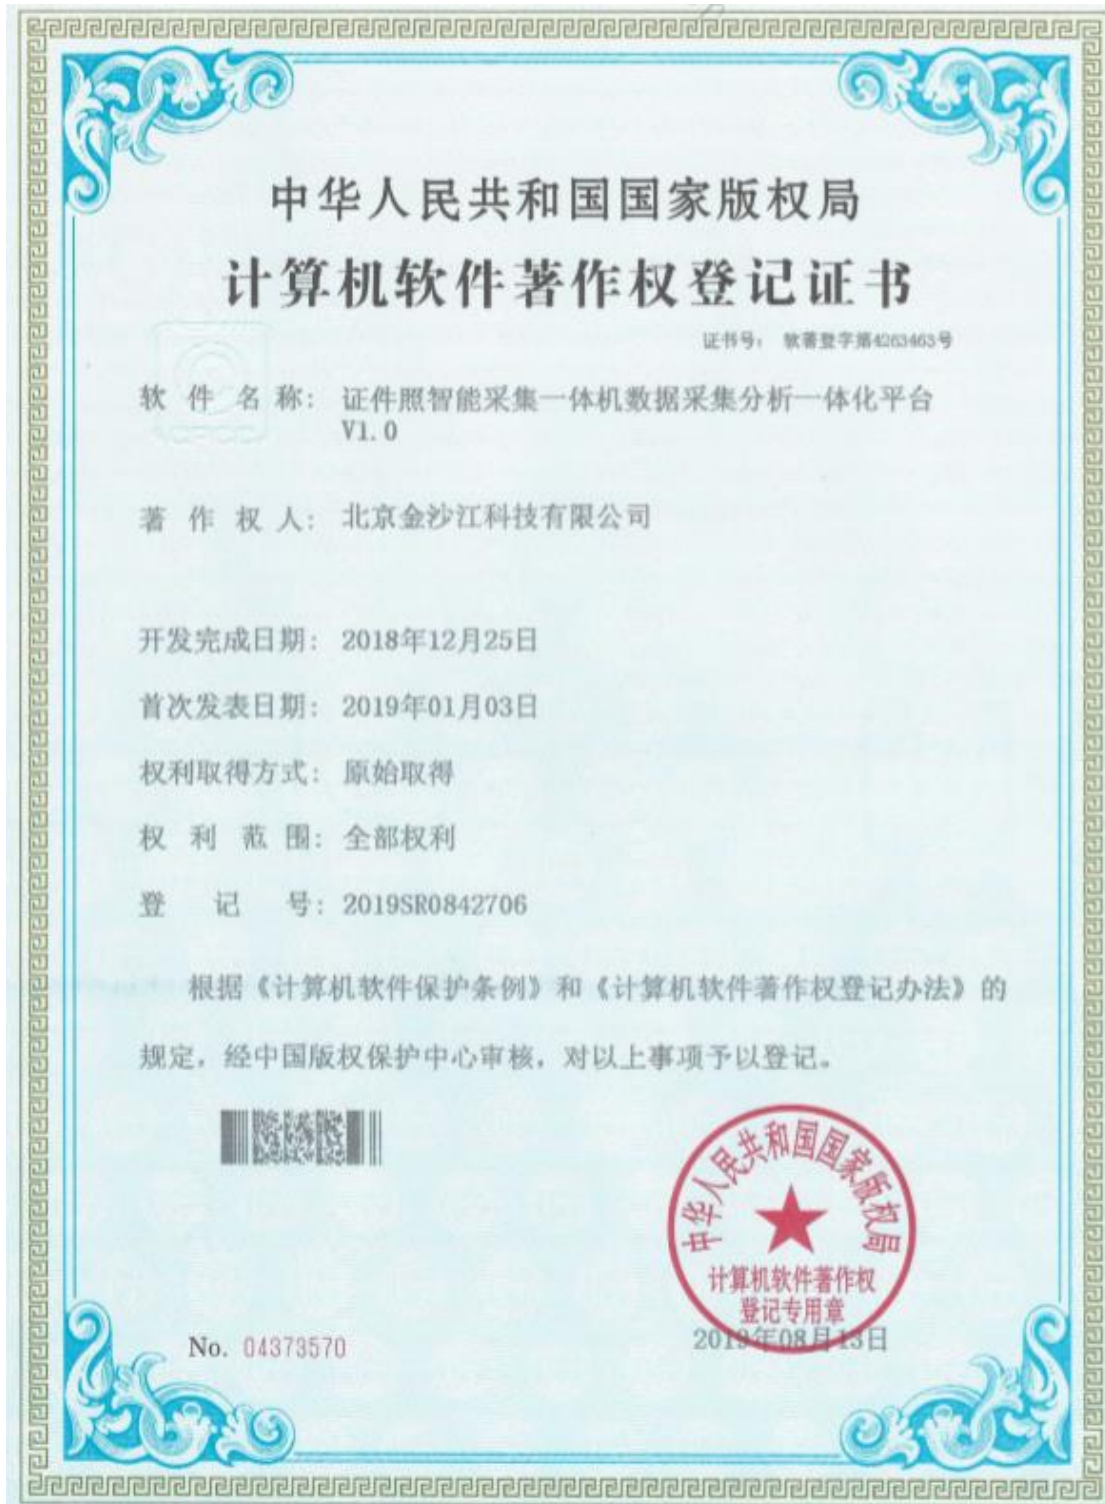 中华人民共和国国家版权局
计算机软件著作权登记证书
证书号： 软著登字第4263463号
软件名称： 证件照智能采集一体机数据采集分析一体化平台
V1.0
著作权人： 北京金沙江科技有限公司
开发完成日期： 2018年12月25日
首次发表日期： 2019年01月03日
权利取得方式： 原始取得
权利范围： 全部权利
登记号： 2019SR0842706
根据《计算机软件保护条例》和《计算机软件著作权登记办法》的
规定，经中国版权保护中心审核，对以上事项予以登记。
中华人民共和国国家版权局
计算机软件著作权
登记专用章
No. 04373570
2019年08月13日